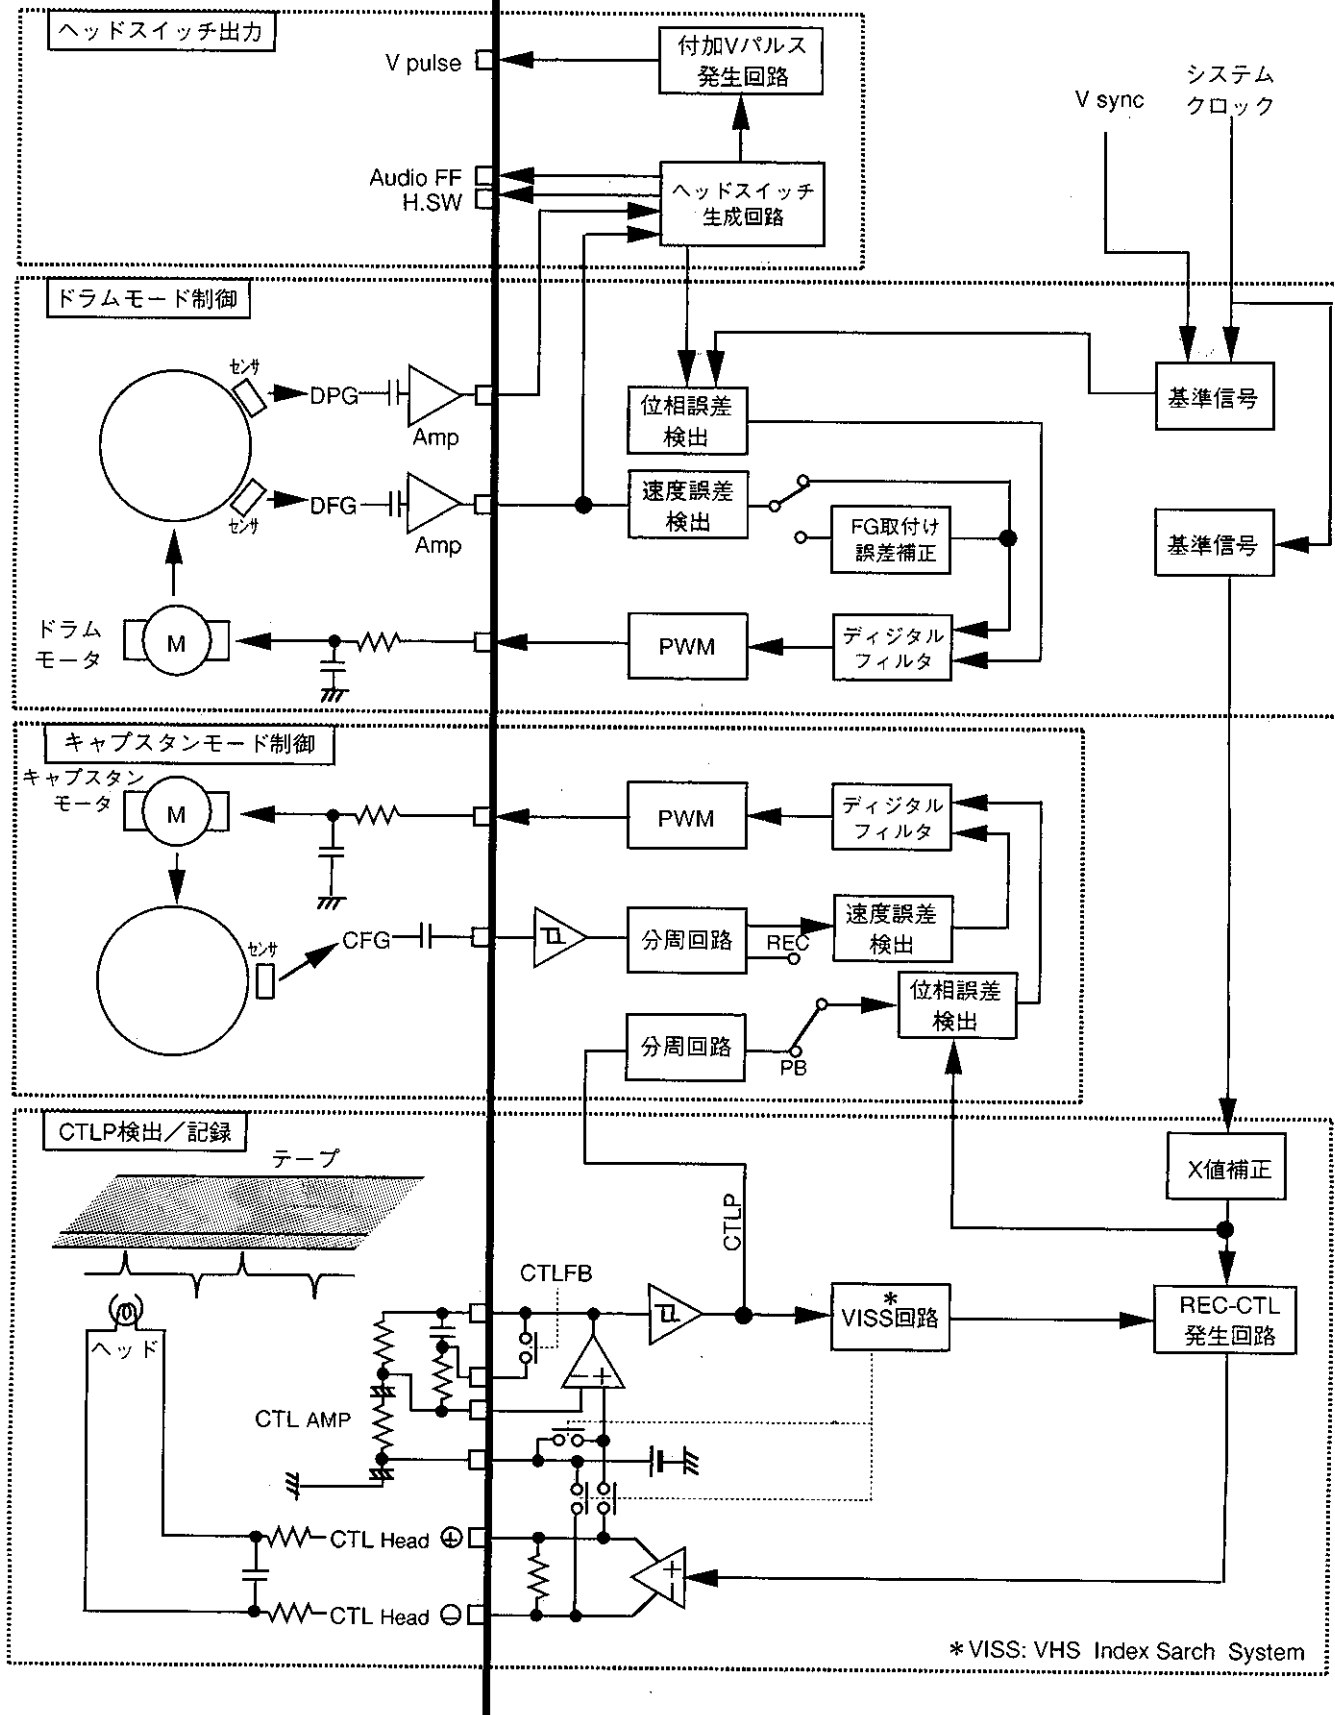 ヘッドスイッチ出力
V pulse
付加Vパルス
発生回路
V sync
システム
クロック
Audio FF
H.SW
ヘッドスイッチ
生成回路
ドラムモード制御
センサ
DPG
Amp
位相誤差
検出
基準信号
センサ
DFG
Amp
速度誤差
検出
FG取付け
誤差補正
基準信号
ドラム
モータ
M
PWM
ディジタル
フィルタ
キャプスタンモード制御
キャプスタン
モータ
M
PWM
ディジタル
フィルタ
センサ
CFG
分周回路
REC
速度誤差
検出
位相誤差
検出
分周回路
PB
CTLP検出／記録
テープ
X値補正
CTLP
CTLFB
ヘッド
*
VISS回路
REC-CTL
発生回路
− +
CTL AMP
CTL Head ⊕
+
−
CTL Head ⊖
* VISS: VHS Index Sarch System